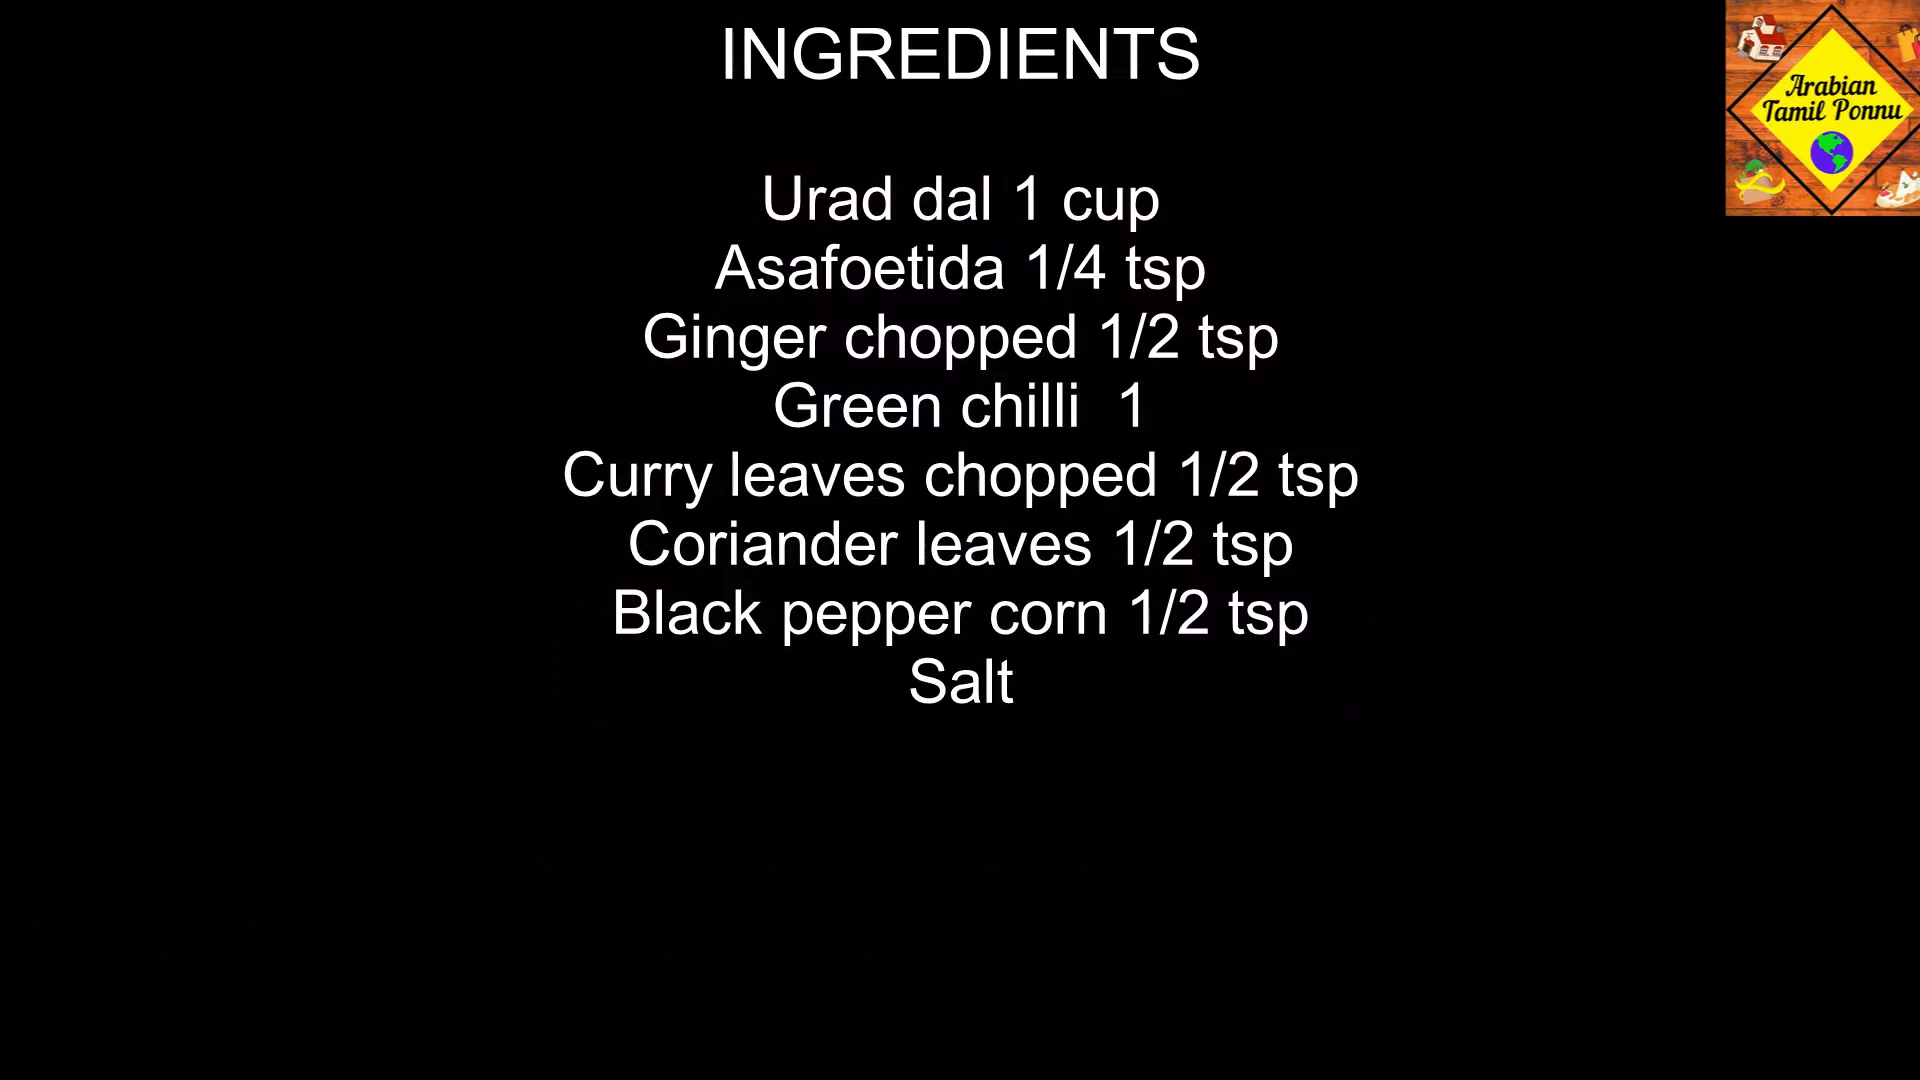 INGREDIENTS
Urad dal 1 cup
Asafoetida 1/4 tsp
Ginger chopped 1/2 tsp
Green chilli  1
Curry leaves chopped 1/2 tsp
Coriander leaves 1/2 tsp
Black pepper corn 1/2 tsp
Salt
Arabian
Tamil Ponnu